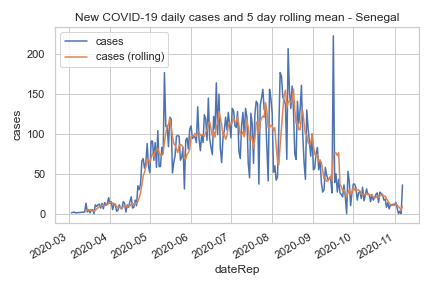 New COVID-19 daily cases and 5 day rolling mean - Senegal
cases
cases (rolling)
200
150
100
50
0
cases
2020-03
2020-04
2020-05
2020-06
2020-07
2020-08
2020-09
2020-10
2020-11
dateRep